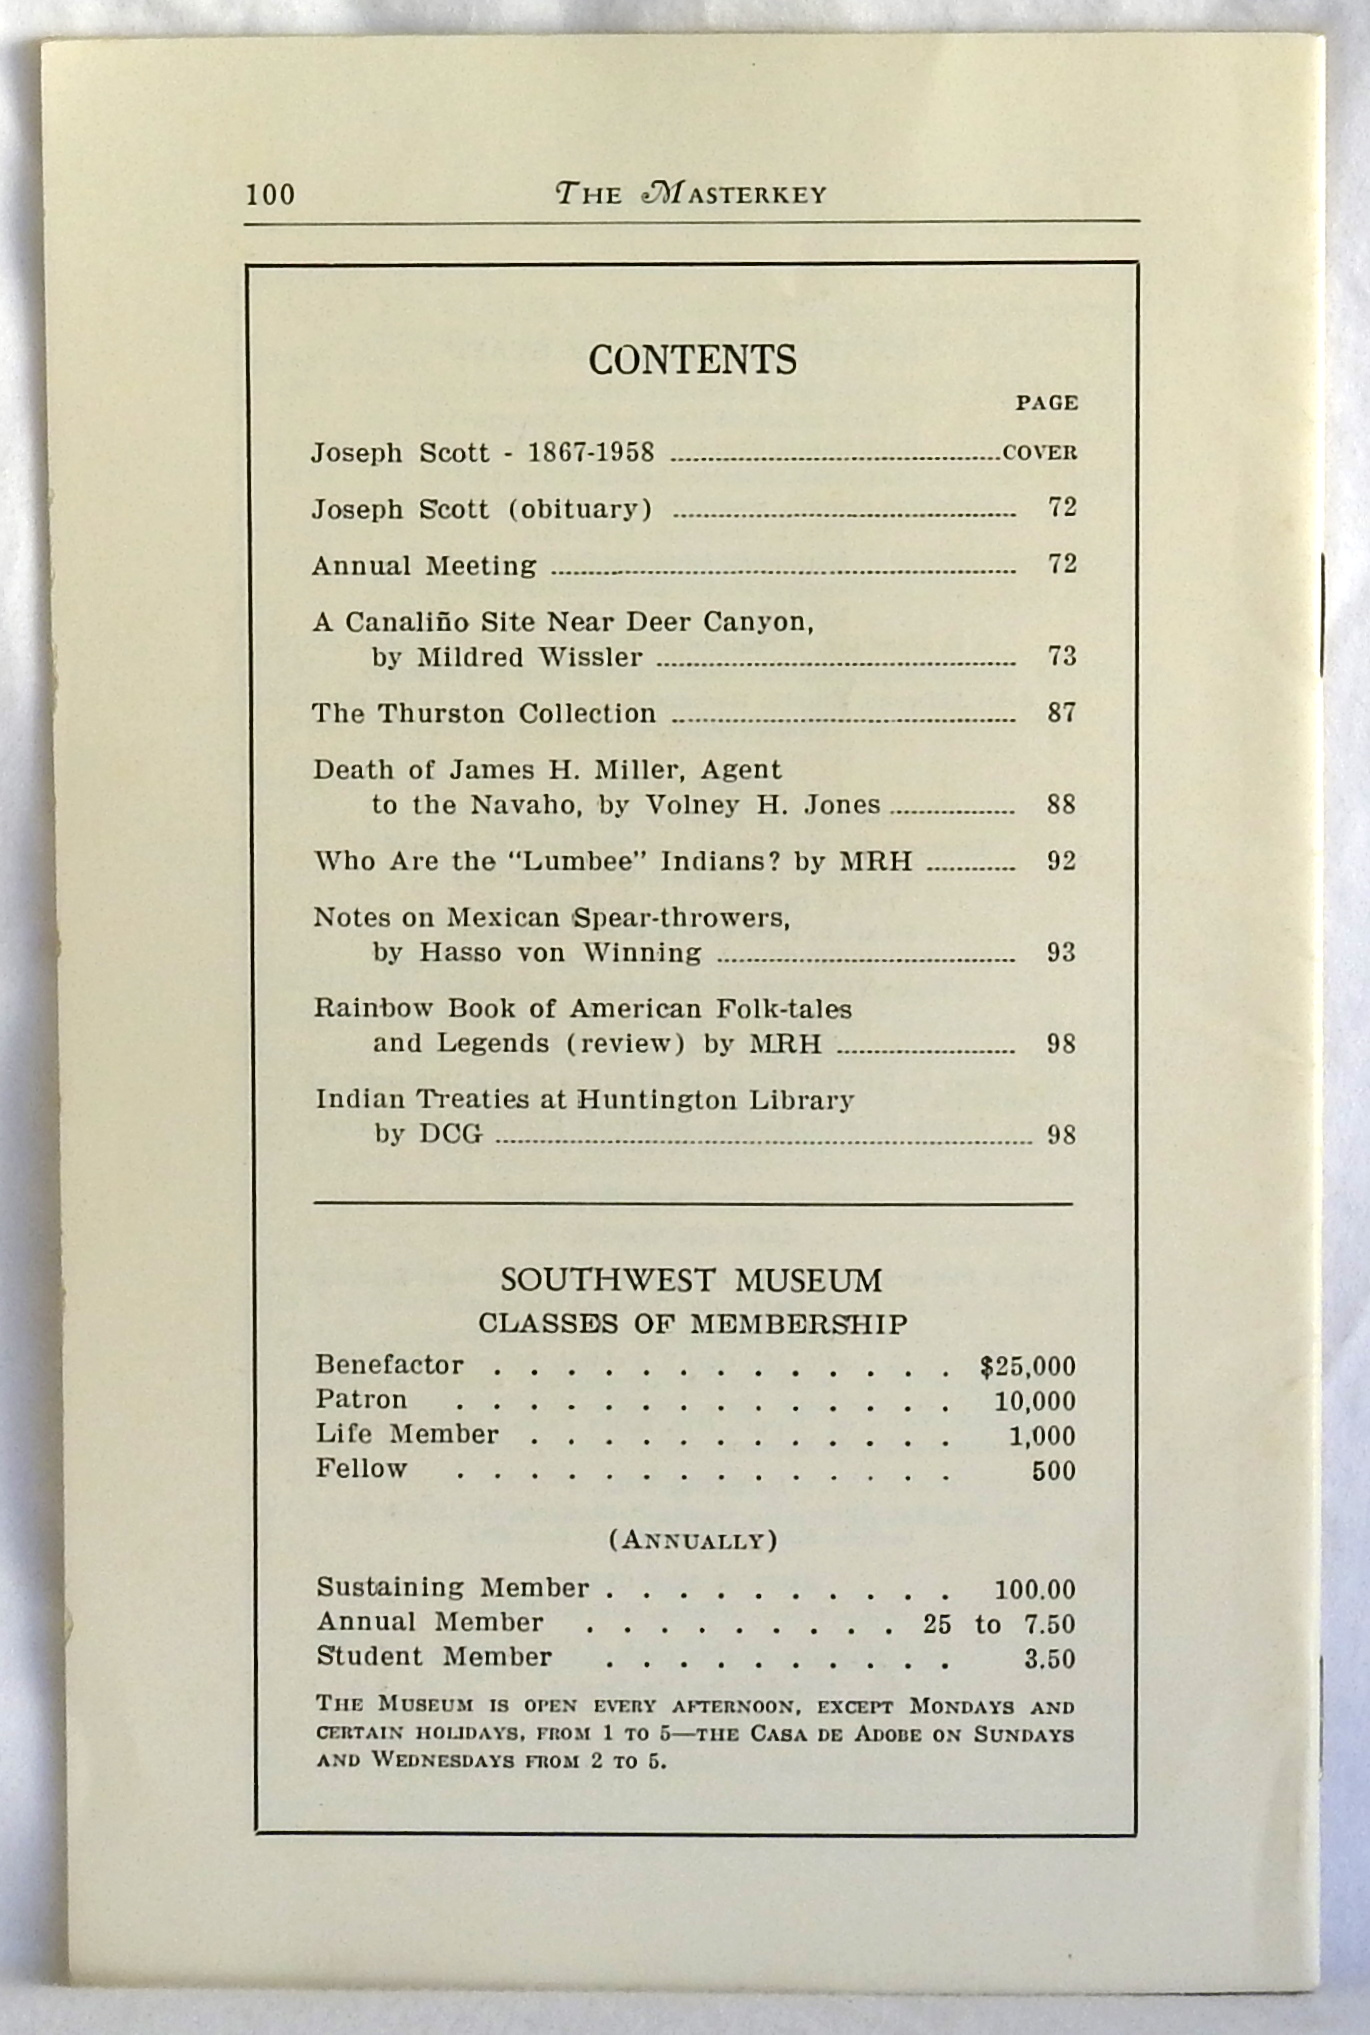 100 The Masterkey
CONTENTS
PAGE
Joseph Scott - 1867-1958 ........ COVER
Joseph Scott (obituary) ........ 72
Annual Meeting ........ 72
A Canaliño Site Near Deer Canyon,
by Mildred Wissler ........ 73
The Thurston Collection ........ 87
Death of James H. Miller, Agent
to the Navaho, by Volney H. Jones ........ 88
Who Are the “Lumbee” Indians? by MRH ........ 92
Notes on Mexican Spear-throwers,
by Hasso von Winning ........ 93
Rainbow Book of American Folk-tales
and Legends (review) by MRH ........ 98
Indian Treaties at Huntington Library
by DCG ........ 98
SOUTHWEST MUSEUM
CLASSES OF MEMBERSHIP
Benefactor . . . . . . . . . . . . . $25,000
Patron . . . . . . . . . . . . . . 10,000
Life Member . . . . . . . . . . . . 1,000
Fellow . . . . . . . . . . . . . . 500
(Annually)
Sustaining Member . . . . . . . . . . 100.00
Annual Member . . . . . . . . . 25 to 7.50
Student Member . . . . . . . . . . 3.50
The Museum is open every afternoon, except Mondays and
certain holidays, from 1 to 5—the Casa de Adobe on Sundays
and Wednesdays from 2 to 5.